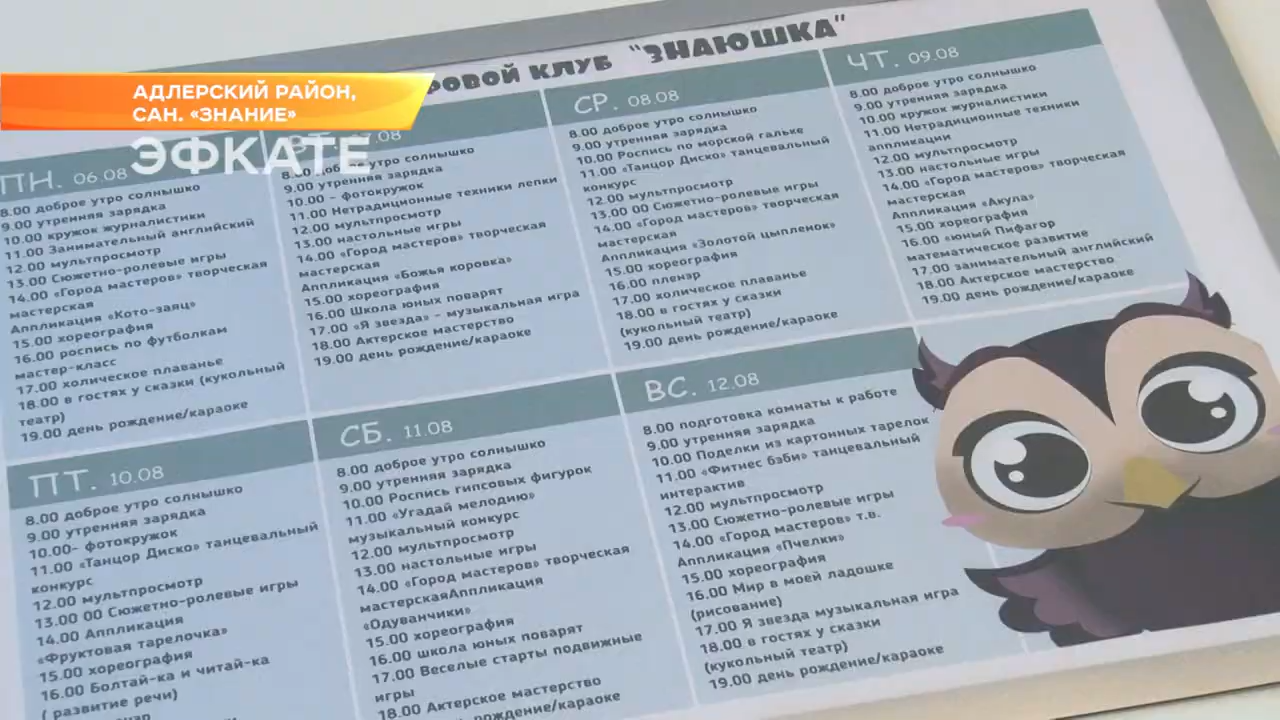 АДЛЕРСКИЙ РАЙОН,
САН. «ЗНАНИЕ»
ЭФКАТЕ
КЛУБ "ЗНАЮШКА"
ПН. 06.08
8.00 доброе утро солнышко
9.00 утренняя зарядка
10.00 кружок журналистики
11.00 Занимательный английский
12.00 мультпросмотр
13.00 Сюжетно-ролевые игры
14.00 «Город мастеров» творческая
мастерская
Аппликация «Кото-заяц»
15.00 хореография
16.00 роспись по футболкам
мастер-класс
17.00 холическое плаванье
18.00 в гостях у сказки (кукольный
театр)
19.00 день рождение/караоке
8.00 доброе утро солнышко
9.00 утренняя зарядка
10.00 - фотокружок
11.00 Нетрадиционные техники лепки
12.00 мультпросмотр
13.00 настольные игры
14.00 «Город мастеров» творческая
мастерская
Аппликация «Божья коровка»
15.00 хореография
16.00 Школа юных поварят
17.00 «Я звезда» - музыкальная игра
18.00 Актерское мастерство
19.00 день рождение/караоке
СР. 08.08
8.00 доброе утро солнышко
9.00 утренняя зарядка
10.00 Роспись по морской гальке
11.00 «Танцор Диско» танцевальный
конкурс
12.00 мультпросмотр
13.00 00 Сюжетно-ролевые игры
14.00 «Город мастеров» творческая
мастерская
Аппликация «Золотой цыпленок»
15.00 хореография
16.00 пленэр
17.00 холическое плаванье
18.00 в гостях у сказки
(кукольный театр)
19.00 день рождение/караоке
ЧТ. 09.08
8.00 доброе утро солнышко
9.00 утренняя зарядка
10.00 кружок журналистики
11.00 Нетрадиционные техники
аппликации
12.00 мультпросмотр
13.00 настольные игры
14.00 «Город мастеров» творческая
мастерская
Аппликация «Акула»
15.00 хореография
16.00 «юный Пифагор
математическое развитие
17.00 занимательный английский
18.00 Актерское мастерство
19.00 день рождение/караоке
ПТ. 10.08
8.00 доброе утро солнышко
9.00 утренняя зарядка
10.00- фотокружок
11.00 «Танцор Диско» танцевальный
конкурс
12.00 мультпросмотр
13.00 00 Сюжетно-ролевые игры
14.00 Аппликация
«Фруктовая тарелочка»
15.00 хореография
16.00 Болтай-ка и читай-ка
( развитие речи)
СБ. 11.08
8.00 доброе утро солнышко
9.00 утренняя зарядка
10.00 Роспись гипсовых фигурок
11.00 «Угадай мелодию»
музыкальный конкурс
12.00 мультпросмотр
13.00 настольные игры
14.00 «Город мастеров» творческая
мастерскаяАппликация
«Одуванчики»
15.00 хореография
16.00 школа юных поварят
17.00 Веселые старты подвижные
игры
18.00 Актерское мастерство
рождение/караоке
ВС. 12.08
8.00 подготовка комнаты к работе
9.00 утренняя зарядка
10.00 Поделки из картонных тарелок
11.00 «Фитнес бэби» танцевальный
интерактив
12.00 мультпросмотр
13.00 Сюжетно-ролевые игры
14.00 «Город мастеров» т.в.
Аппликация «Пчелки»
15.00 хореография
16.00 Мир в моей ладошке
(рисование)
17.00 Я звезда музыкальная игра
18.00 в гостях у сказки
(кукольный театр)
19.00 день рождение/караоке